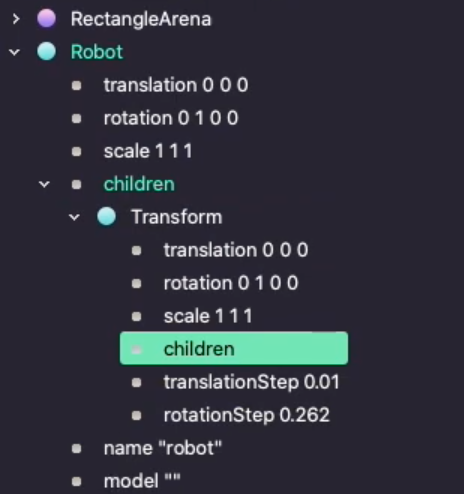 RectangleArena
Robot
translation 0 0 0
rotation 0 1 0 0
scale 1 1 1
children
Transform
translation 0 0 0
rotation 0 1 0 0
scale 1 1 1
children
translationStep 0.01
rotationStep 0.262
name "robot"
model ""